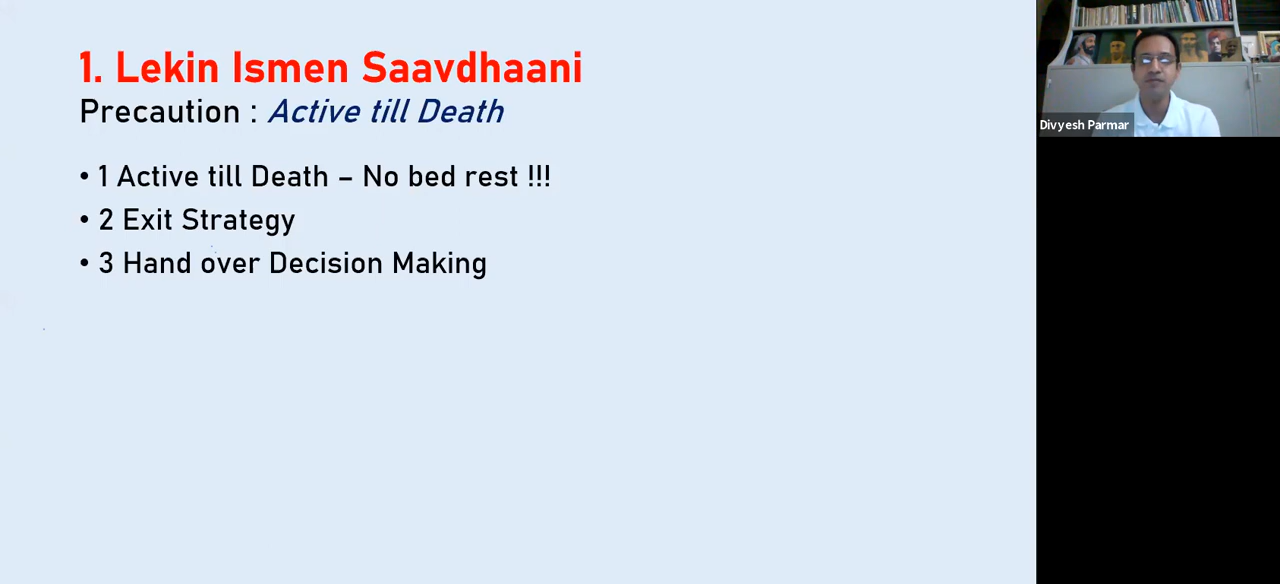 1. Lekin Ismen Saavdhaani
Precaution : Active till Death
• 1 Active till Death – No bed rest !!!
• 2 Exit Strategy
• 3 Hand over Decision Making
Divyesh Parmar